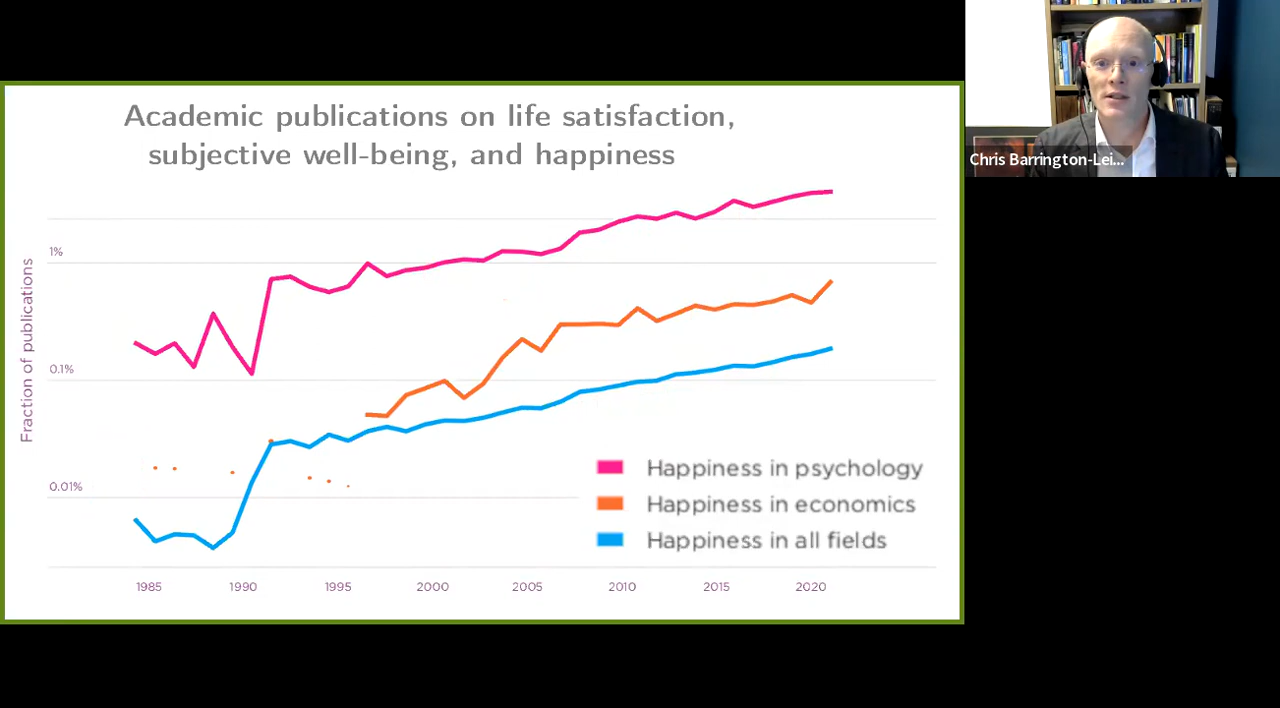 Academic publications on life satisfaction,
subjective well-being, and happiness
Chris Barrington-Lei...
Fraction of publications
1%
0.1%
0.01%
Happiness in psychology
Happiness in economics
Happiness in all fields
1985 1990 1995 2000 2005 2010 2015 2020